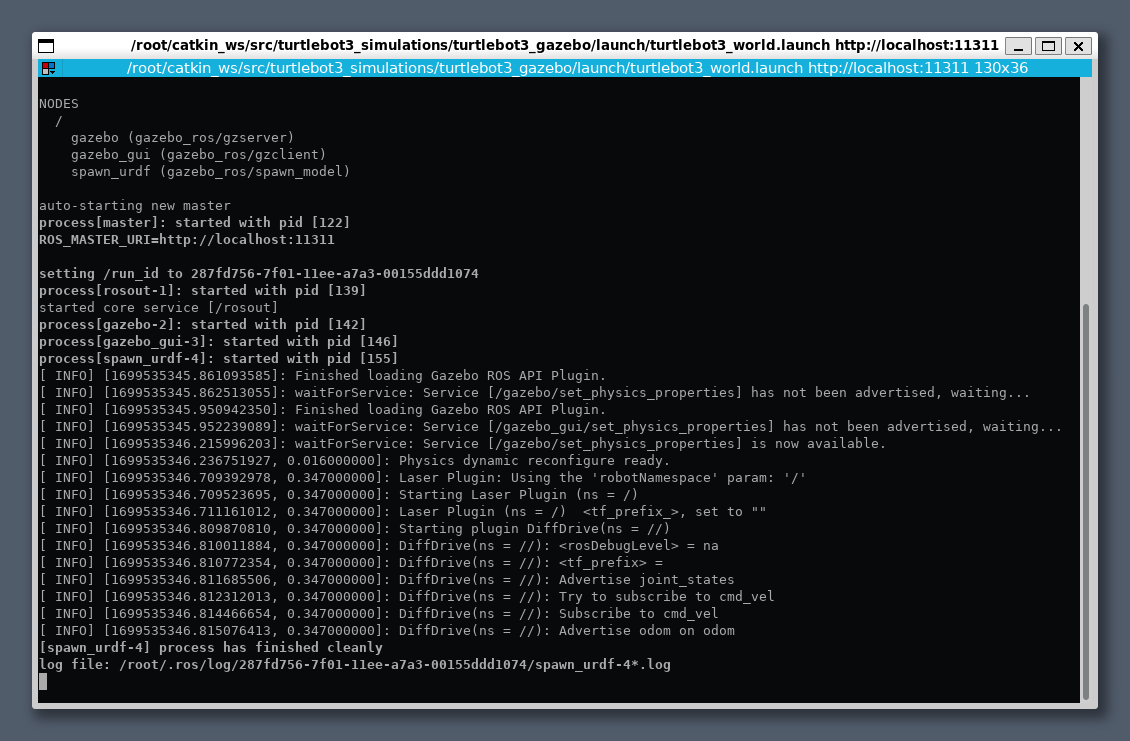 /root/catkin_ws/src/turtlebot3_simulations/turtlebot3_gazebo/launch/turtlebot3_world.launch http://localhost:11311
/root/catkin_ws/src/turtlebot3_simulations/turtlebot3_gazebo/launch/turtlebot3_world.launch http://localhost:11311 130x36
NODES
  /
    gazebo (gazebo_ros/gzserver)
    gazebo_gui (gazebo_ros/gzclient)
    spawn_urdf (gazebo_ros/spawn_model)
auto-starting new master
process[master]: started with pid [122]
ROS_MASTER_URI=http://localhost:11311
setting /run_id to 287fd756-7f01-11ee-a7a3-00155ddd1074
process[rosout-1]: started with pid [139]
started core service [/rosout]
process[gazebo-2]: started with pid [142]
process[gazebo_gui-3]: started with pid [146]
process[spawn_urdf-4]: started with pid [155]
[ INFO] [1699535345.861093585]: Finished loading Gazebo ROS API Plugin.
[ INFO] [1699535345.862513055]: waitForService: Service [/gazebo/set_physics_properties] has not been advertised, waiting...
[ INFO] [1699535345.950942350]: Finished loading Gazebo ROS API Plugin.
[ INFO] [1699535345.952239089]: waitForService: Service [/gazebo_gui/set_physics_properties] has not been advertised, waiting...
[ INFO] [1699535346.215996203]: waitForService: Service [/gazebo/set_physics_properties] is now available.
[ INFO] [1699535346.236751927, 0.016000000]: Physics dynamic reconfigure ready.
[ INFO] [1699535346.709392978, 0.347000000]: Laser Plugin: Using the 'robotNamespace' param: '/'
[ INFO] [1699535346.709523695, 0.347000000]: Starting Laser Plugin (ns = /)
[ INFO] [1699535346.711161012, 0.347000000]: Laser Plugin (ns = /)  <tf_prefix_>, set to ""
[ INFO] [1699535346.809870810, 0.347000000]: Starting plugin DiffDrive(ns = //)
[ INFO] [1699535346.810011884, 0.347000000]: DiffDrive(ns = //): <rosDebugLevel> = na
[ INFO] [1699535346.810772354, 0.347000000]: DiffDrive(ns = //): <tf_prefix> =
[ INFO] [1699535346.811685506, 0.347000000]: DiffDrive(ns = //): Advertise joint_states
[ INFO] [1699535346.812312013, 0.347000000]: DiffDrive(ns = //): Try to subscribe to cmd_vel
[ INFO] [1699535346.814466654, 0.347000000]: DiffDrive(ns = //): Subscribe to cmd_vel
[ INFO] [1699535346.815076413, 0.347000000]: DiffDrive(ns = //): Advertise odom on odom
[spawn_urdf-4] process has finished cleanly
log file: /root/.ros/log/287fd756-7f01-11ee-a7a3-00155ddd1074/spawn_urdf-4*.log